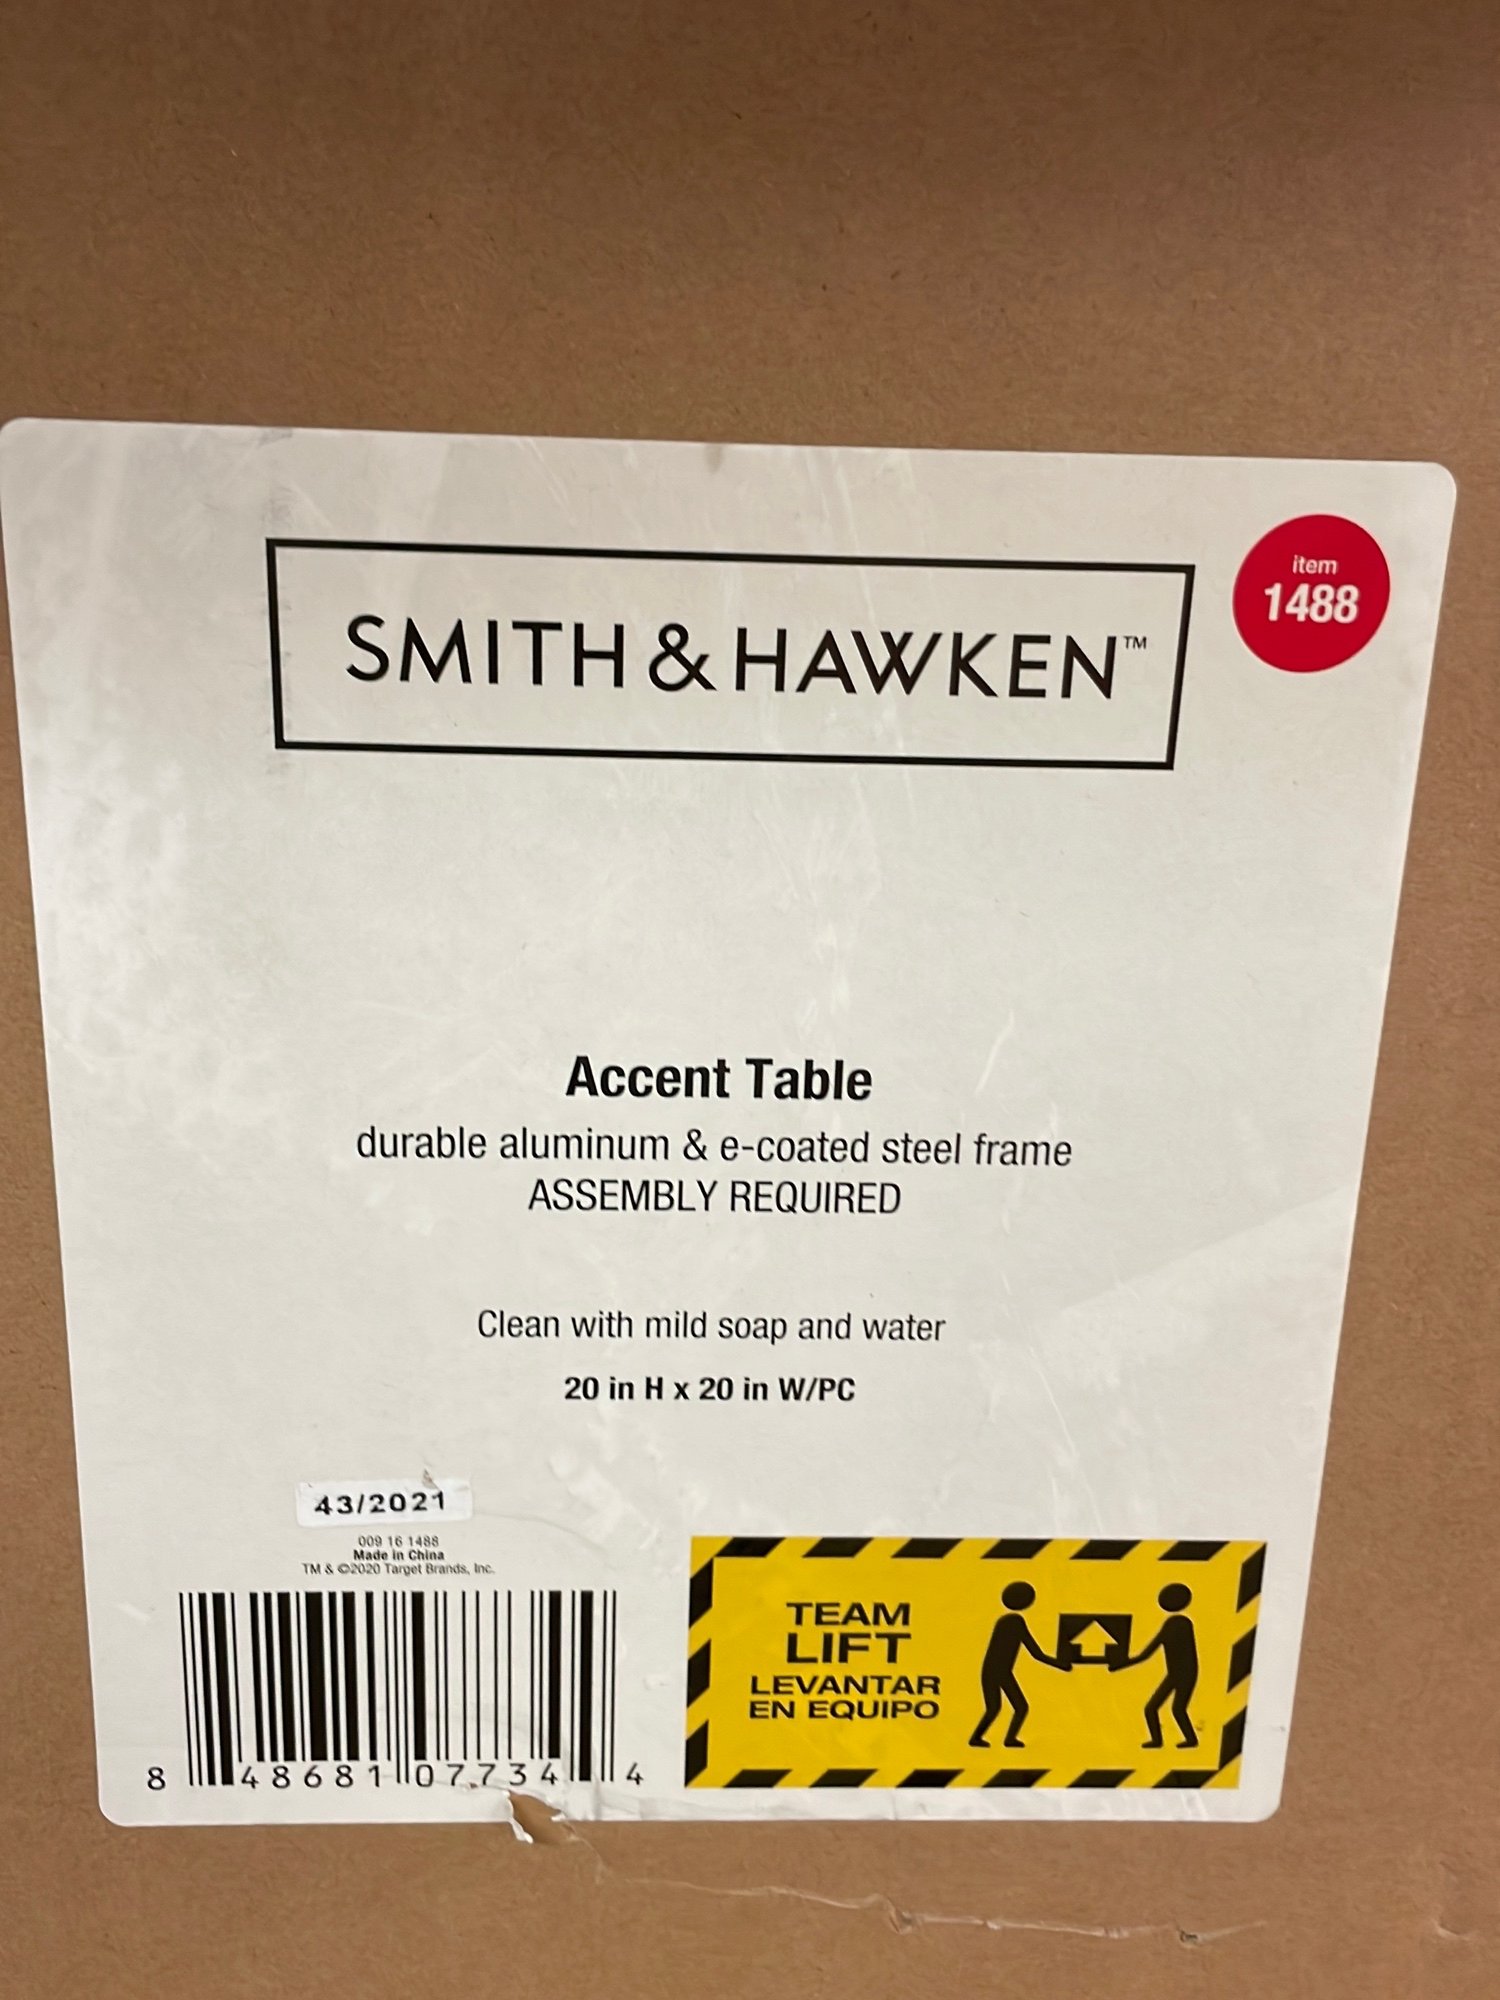 SMITH & HAWKEN™
item
1488
Accent Table
durable aluminum & e-coated steel frame
ASSEMBLY REQUIRED
Clean with mild soap and water
20 in H x 20 in W/PC
43/2021
009 16 1488
Made in China
TM & ©2020 Target Brands, Inc.
8 48681 07734 4
TEAM
LIFT
LEVANTAR
EN EQUIPO